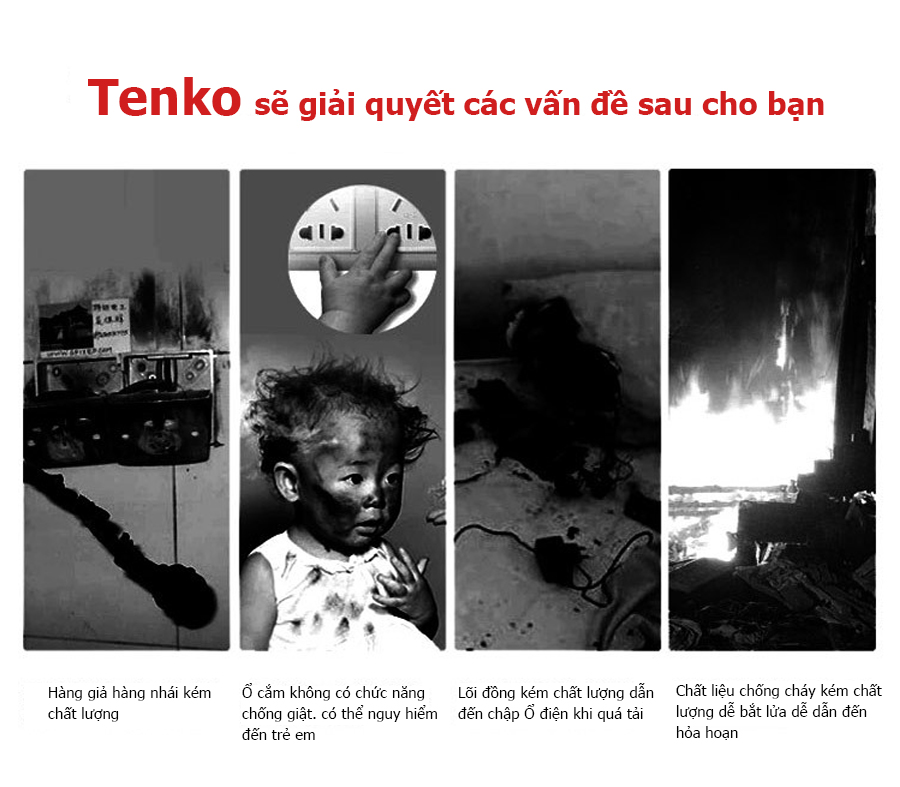 Tenko sẽ giải quyết các vấn đề sau cho bạn
Hàng giả hàng nhái kém
chất lượng
Ổ cắm không có chức năng
chống giật. có thể nguy hiểm
đến trẻ em
Lõi đồng kém chất lượng dẫn
đến chập Ổ điện khi quá tải
Chất liệu chống cháy kém chất
lượng dễ bắt lửa dễ dẫn đến
hỏa hoạn